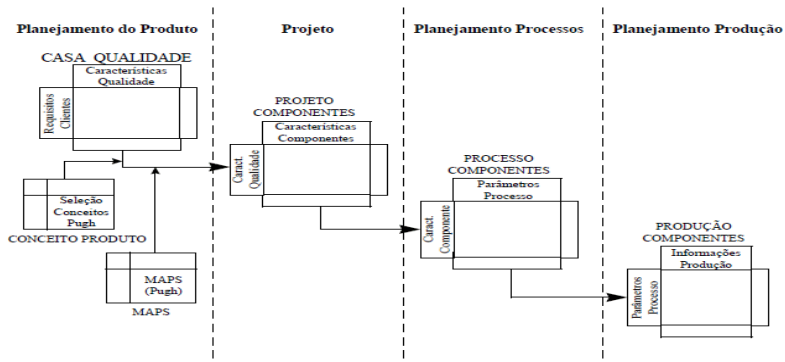 Planejamento do Produto
Projeto
Planejamento Processos
Planejamento Produção
CASA QUALIDADE
Características
Qualidade
Requisitos
Clientes
Seleção
Conceitos
Pugh
CONCEITO PRODUTO
MAPS
(Pugh)
MAPS
PROJETO
COMPONENTES
Características
Componentes
Caract.
Qualidade
PROCESSO
COMPONENTES
Parâmetros
Processo
Caract.
Componente
PRODUÇÃO
COMPONENTES
Informações
Produção
Parâmetros
Processo